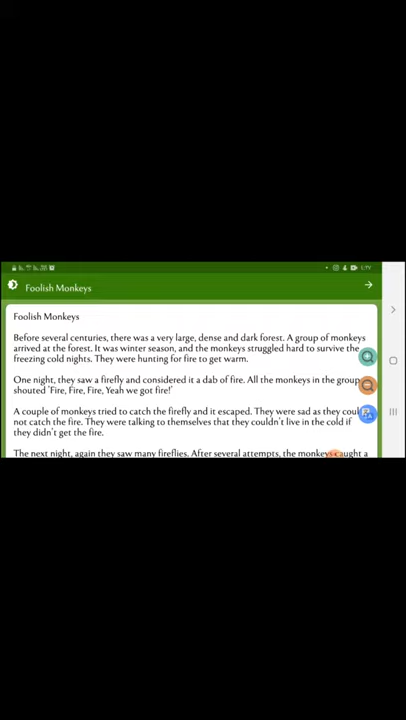 Foolish Monkeys
Foolish Monkeys
Before several centuries, there was a very large, dense and dark forest. A group of monkeys
arrived at the forest. It was winter season, and the monkeys struggled hard to survive the
freezing cold nights. They were hunting for fire to get warm.
One night, they saw a firefly and considered it a dab of fire. All the monkeys in the group
shouted 'Fire, Fire, Fire, Yeah we got fire!'
A couple of monkeys tried to catch the firefly and it escaped. They were sad as they could
not catch the fire. They were talking to themselves that they couldn't live in the cold if
they didn't get the fire.
The next night, again they saw many fireflies. After several attempts, the monkeys caught a